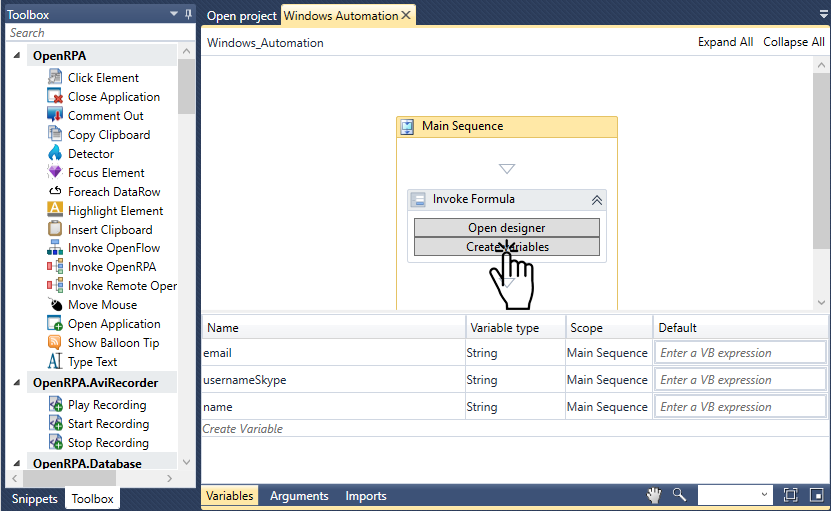 Toolbox
Search
OpenRPA
Click Element
Close Application
Comment Out
Copy Clipboard
Detector
Focus Element
Foreach DataRow
Highlight Element
Insert Clipboard
Invoke OpenFlow
Invoke OpenRPA
Invoke Remote Oper
Move Mouse
Open Application
Show Balloon Tip
Type Text
OpenRPA.AviRecorder
Play Recording
Start Recording
Stop Recording
OpenRPA.Database
Snippets Toolbox
Open project Windows Automation
Windows_Automation Expand All Collapse All
Main Sequence
Invoke Formula
Open designer
Create Variables
Name Variable type Scope Default
email String Main Sequence Enter a VB expression
usernameSkype String Main Sequence Enter a VB expression
name String Main Sequence Enter a VB expression
Create Variable
Variables Arguments Imports